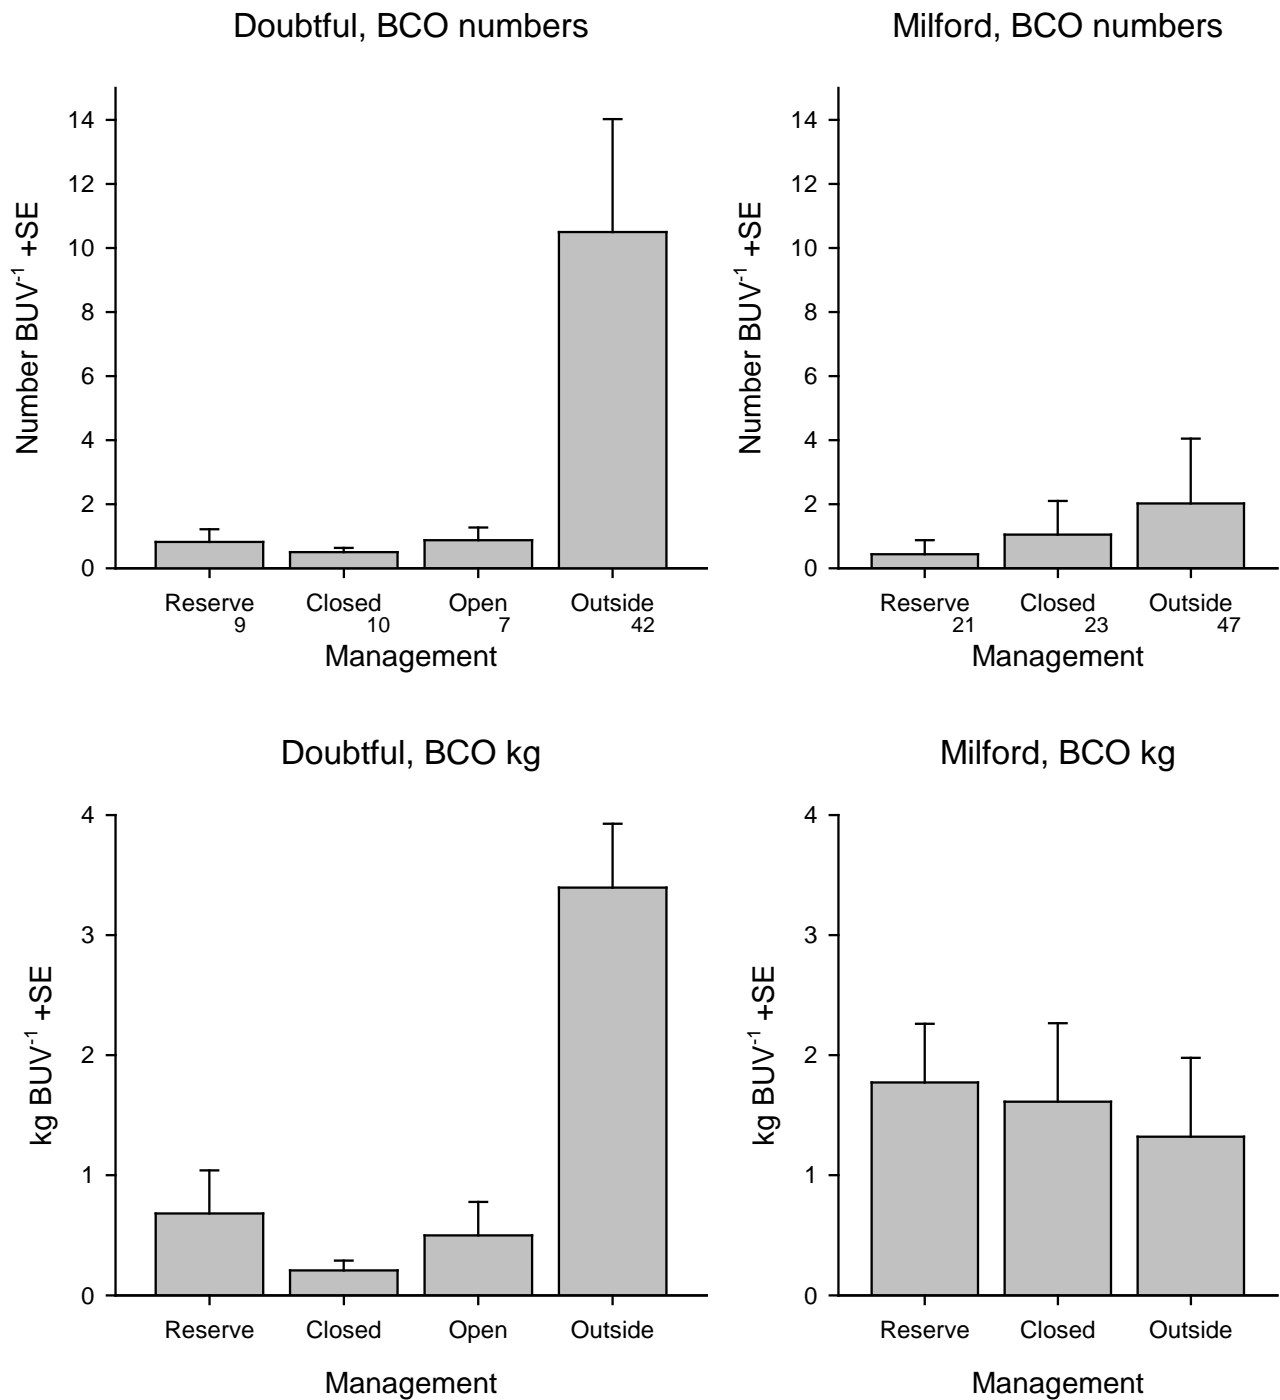 Doubtful, BCO numbers
Number BUV⁻¹ +SE
14
12
10
8
6
4
2
0
Reserve Closed Open Outside
9 10 7 42
Management
Milford, BCO numbers
Number BUV⁻¹ +SE
14
12
10
8
6
4
2
0
Reserve Closed Outside
21 23 47
Management
Doubtful, BCO kg
kg BUV⁻¹ +SE
4
3
2
1
0
Reserve Closed Open Outside
Management
Milford, BCO kg
kg BUV⁻¹ +SE
4
3
2
1
0
Reserve Closed Outside
Management